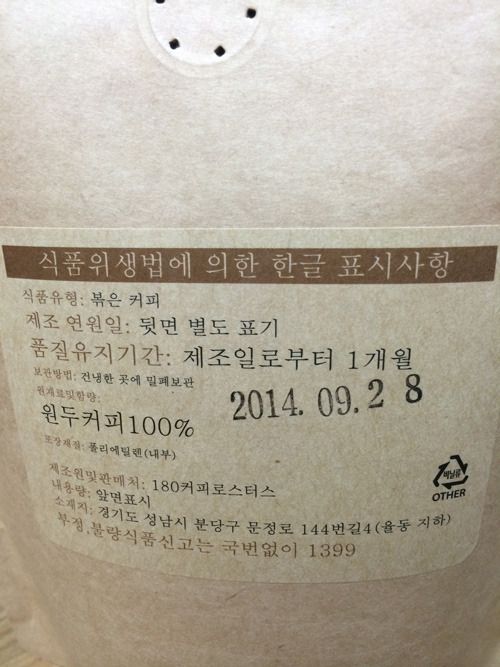 식품위생법에 의한 한글 표시사항
식품유형: 볶은 커피
제조 연원일: 뒷면 별도 표기
품질유지기간: 제조일로부터 1개월
보관방법: 건냉한 곳에 밀폐보관
원재료및함량:
원두커피100%
2014. 09. 2 8
포장재질: 폴리에틸렌(내부)
제조원및판매처: 180커피로스터스
내용량: 앞면표시
소재지: 경기도 성남시 분당구 문정로 144번길4(율동 지하)
부정,불량식품신고는 국번없이 1399
비닐류
OTHER